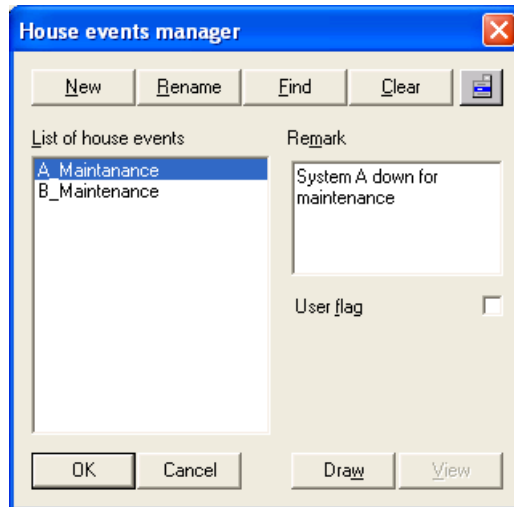 House events manager
New Rename Find Clear
List of house events Remark
A_Maintanance
B_Maintenance
System A down for
maintenance
User flag
OK Cancel Draw View